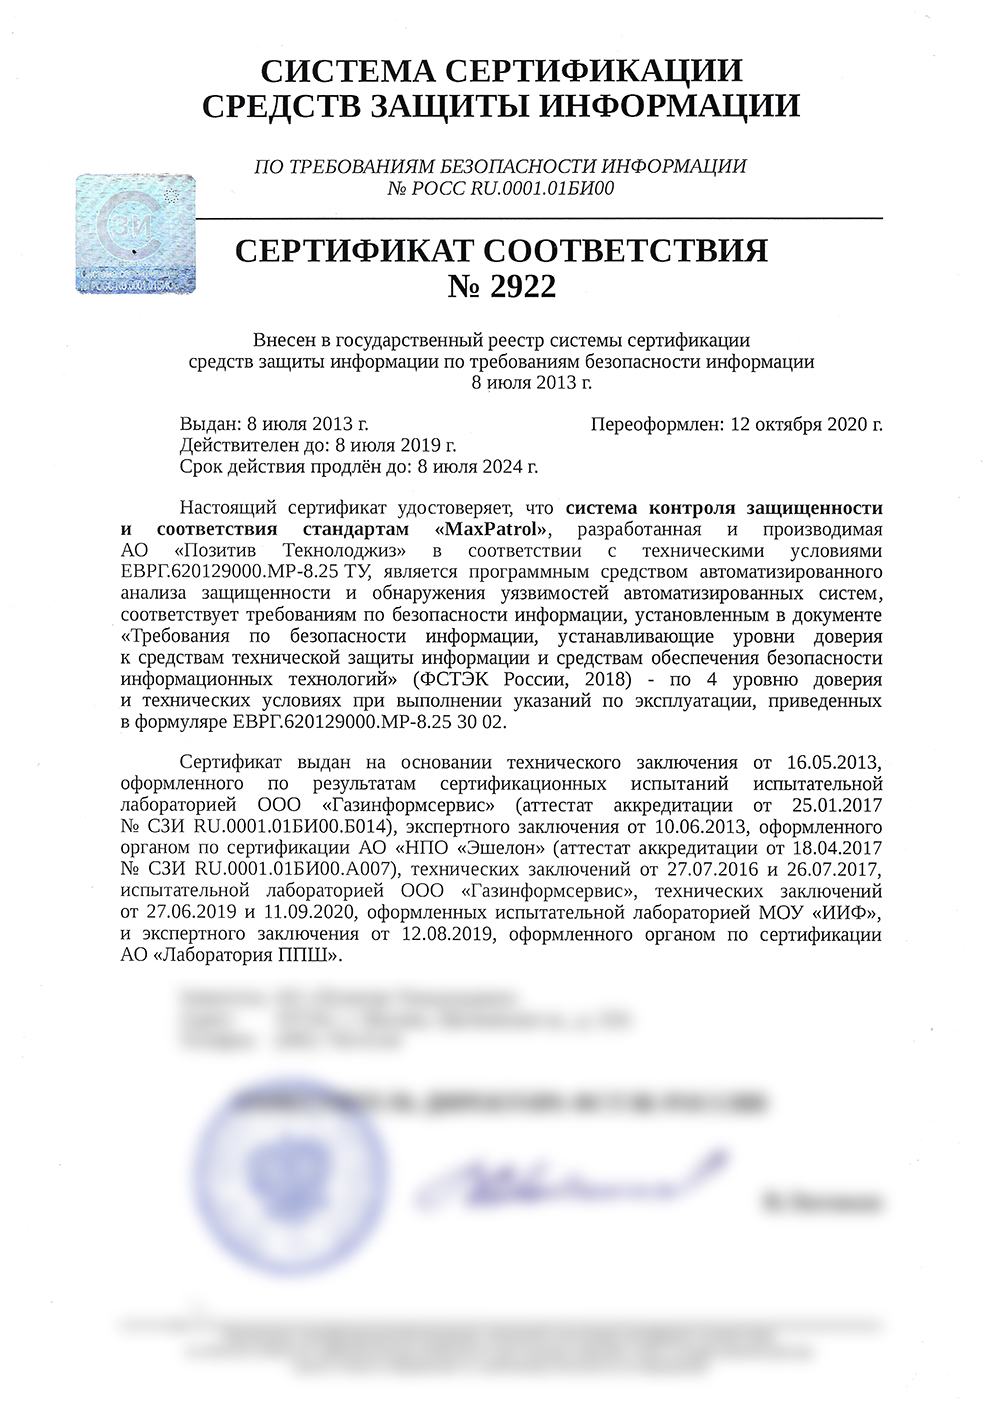 СИСТЕМА СЕРТИФИКАЦИИ
СРЕДСТВ ЗАЩИТЫ ИНФОРМАЦИИ
ПО ТРЕБОВАНИЯМ БЕЗОПАСНОСТИ ИНФОРМАЦИИ
№ РОСС RU.0001.01БИ00
СЗИ
№ РОСС RU.0001.01БИ00
СЕРТИФИКАТ СООТВЕТСТВИЯ
№ 2922
Внесен в государственный реестр системы сертификации
средств защиты информации по требованиям безопасности информации
8 июля 2013 г.
Выдан: 8 июля 2013 г. Переоформлен: 12 октября 2020 г.
Действителен до: 8 июля 2019 г.
Срок действия продлён до: 8 июля 2024 г.
Настоящий сертификат удостоверяет, что система контроля защищенности
и соответствия стандартам «MaxPatrol», разработанная и производимая
АО «Позитив Текнолоджиз» в соответствии с техническими условиями
ЕВРГ.620129000.МР-8.25 ТУ, является программным средством автоматизированного
анализа защищенности и обнаружения уязвимостей автоматизированных систем,
соответствует требованиям по безопасности информации, установленным в документе
«Требования по безопасности информации, устанавливающие уровни доверия
к средствам технической защиты информации и средствам обеспечения безопасности
информационных технологий» (ФСТЭК России, 2018) - по 4 уровню доверия
и технических условиях при выполнении указаний по эксплуатации, приведенных
в формуляре ЕВРГ.620129000.МР-8.25 30 02.
Сертификат выдан на основании технического заключения от 16.05.2013,
оформленного по результатам сертификационных испытаний испытательной
лабораторией ООО «Газинформсервис» (аттестат аккредитации от 25.01.2017
№ СЗИ RU.0001.01БИ00.Б014), экспертного заключения от 10.06.2013, оформленного
органом по сертификации АО «НПО «Эшелон» (аттестат аккредитации от 18.04.2017
№ СЗИ RU.0001.01БИ00.А007), технических заключений от 27.07.2016 и 26.07.2017,
испытательной лабораторией ООО «Газинформсервис», технических заключений
от 27.06.2019 и 11.09.2020, оформленных испытательной лабораторией МОУ «ИИФ»,
и экспертного заключения от 12.08.2019, оформленного органом по сертификации
АО «Лаборатория ППШ».